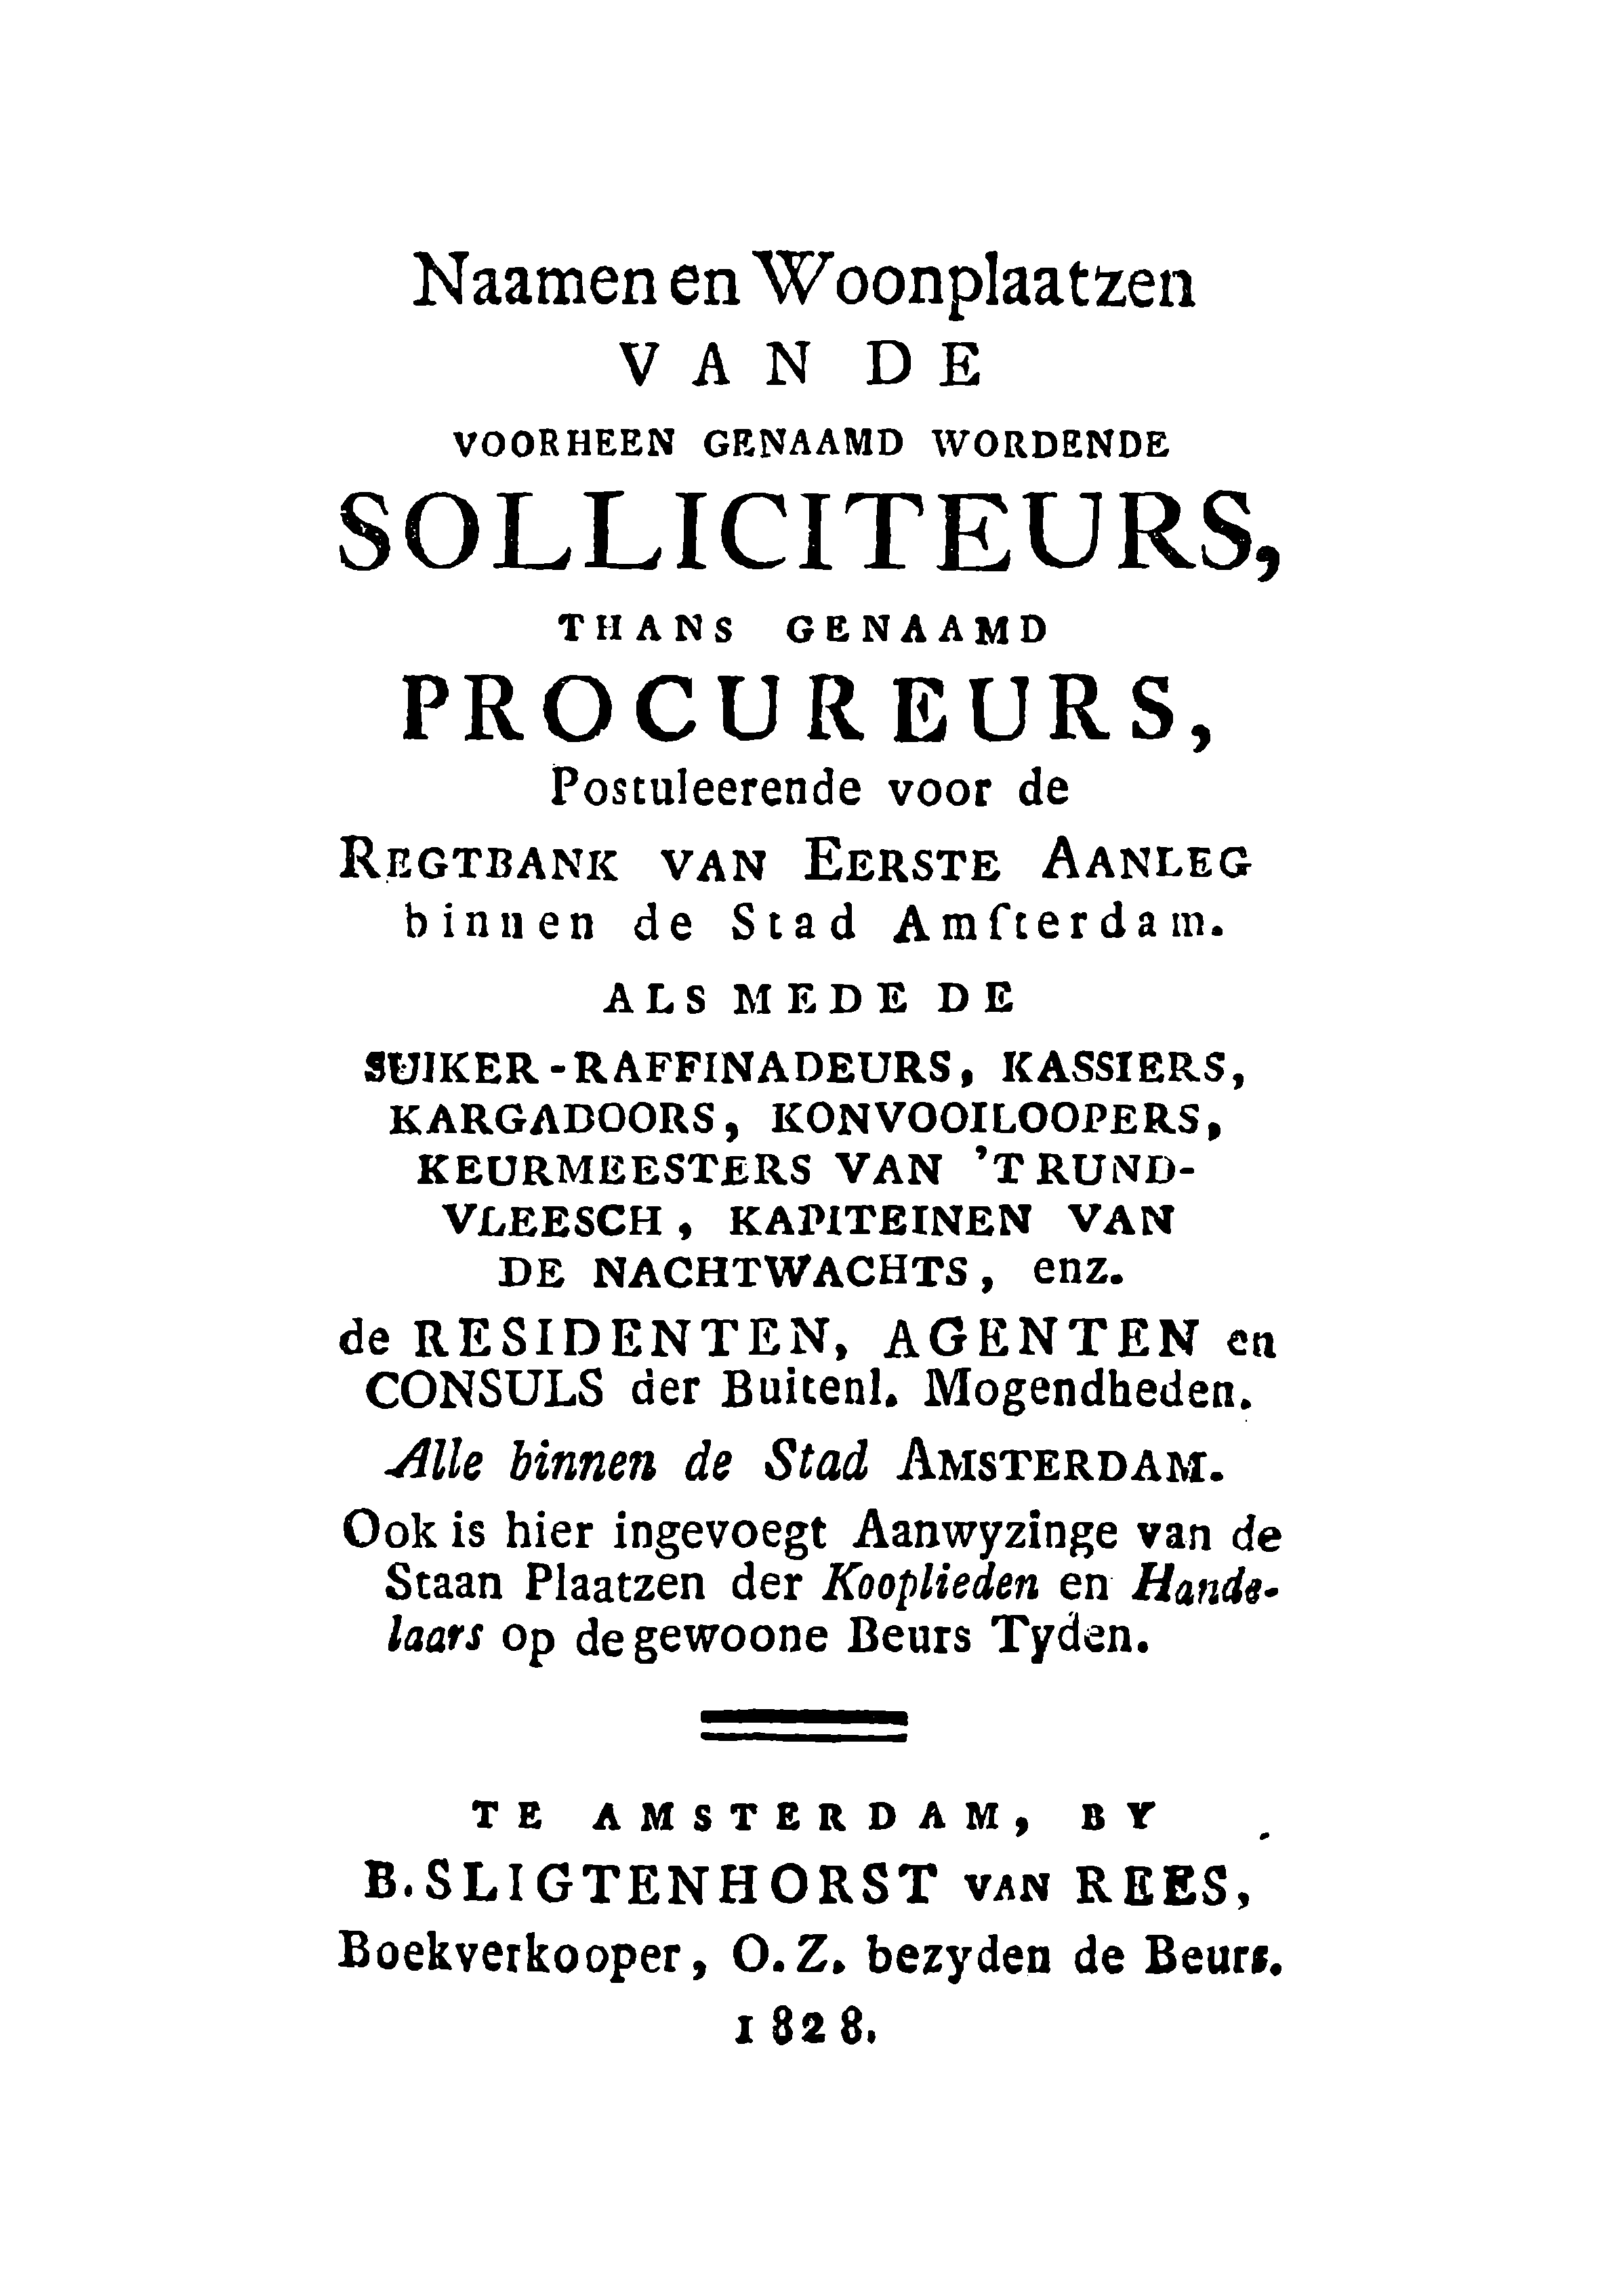 Naamen en Woonplaatzen
VAN DE
VOORHEEN GENAAMD WORDENDE
SOLLICITEURS,
THANS GENAAMD
PROCUREURS,
Postuleerende voor de
REGTBANK VAN EERSTE AANLEG
binnen de Stad Amſterdam.
ALS MEDE DE
SUIKER-RAFFINADEURS, KASSIERS,
KARGADOORS, KONVOOILOOPERS,
KEURMEESTERS VAN 'T RUND-
VLEESCH, KAPITEINEN VAN
DE NACHTWACHTS, enz.
de RESIDENTEN, AGENTEN en
CONSULS der Buitenl. Mogendheden.
Alle binnen de Stad AMSTERDAM.
Ook is hier ingevoegt Aanwyzinge van de
Staan Plaatzen der Kooplieden en Hande-
laars op de gewoone Beurs Tyden.
TE AMSTERDAM, BY
B. SLIGTENHORST VAN REES,
Boekverkooper, O. Z. bezyden de Beurs.
1828.